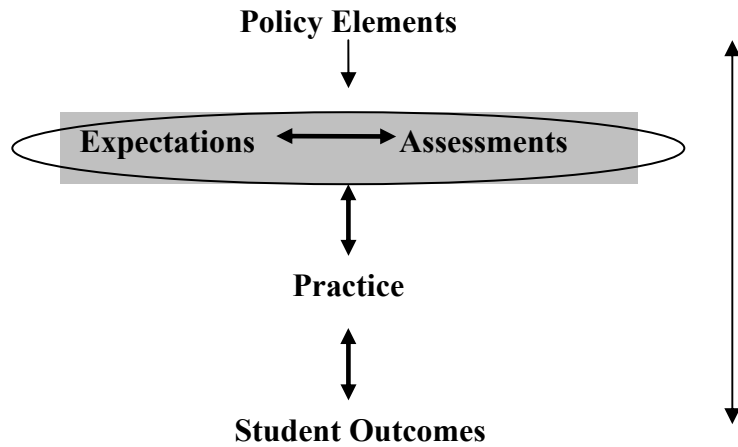 Policy Elements
Expectations Assessments
Practice
Student Outcomes